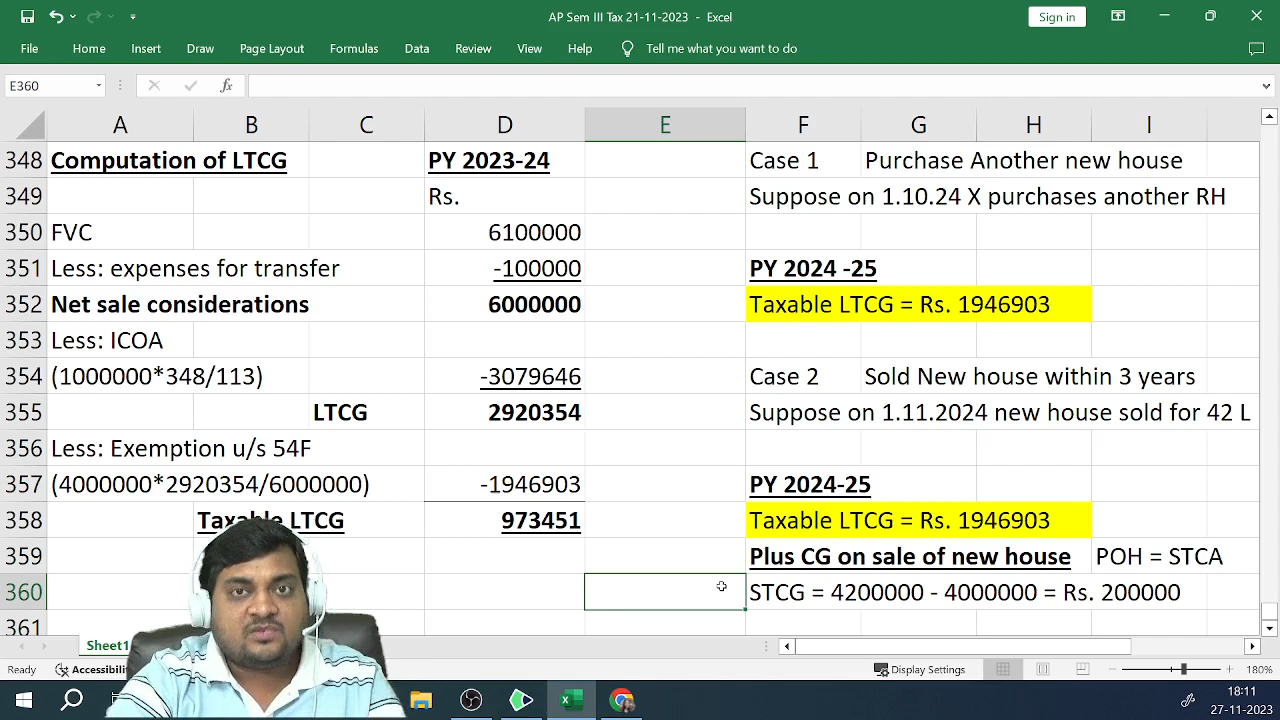 AP Sem III Tax 21-11-2023 - Excel
Sign in
File Home Insert Draw Page Layout Formulas Data Review View Help Tell me what you want to do
E360 fx
A B C D E F G H I
348 Computation of LTCG PY 2023-24 Case 1 Purchase Another new house
349 Rs. Suppose on 1.10.24 X purchases another RH
350 FVC 6100000
351 Less: expenses for transfer -100000 PY 2024 -25
352 Net sale considerations 6000000 Taxable LTCG = Rs. 1946903
353 Less: ICOA
354 (1000000*348/113) -3079646 Case 2 Sold New house within 3 years
355 LTCG 2920354 Suppose on 1.11.2024 new house sold for 42 L
356 Less: Exemption u/s 54F
357 (4000000*2920354/6000000) -1946903 PY 2024-25
358 Taxable LTCG 973451 Taxable LTCG = Rs. 1946903
359 Plus CG on sale of new house POH = STCA
360 STCG = 4200000 - 4000000 = Rs. 200000
361
Sheet1
Ready Display Settings 180%
18:11
27-11-2023